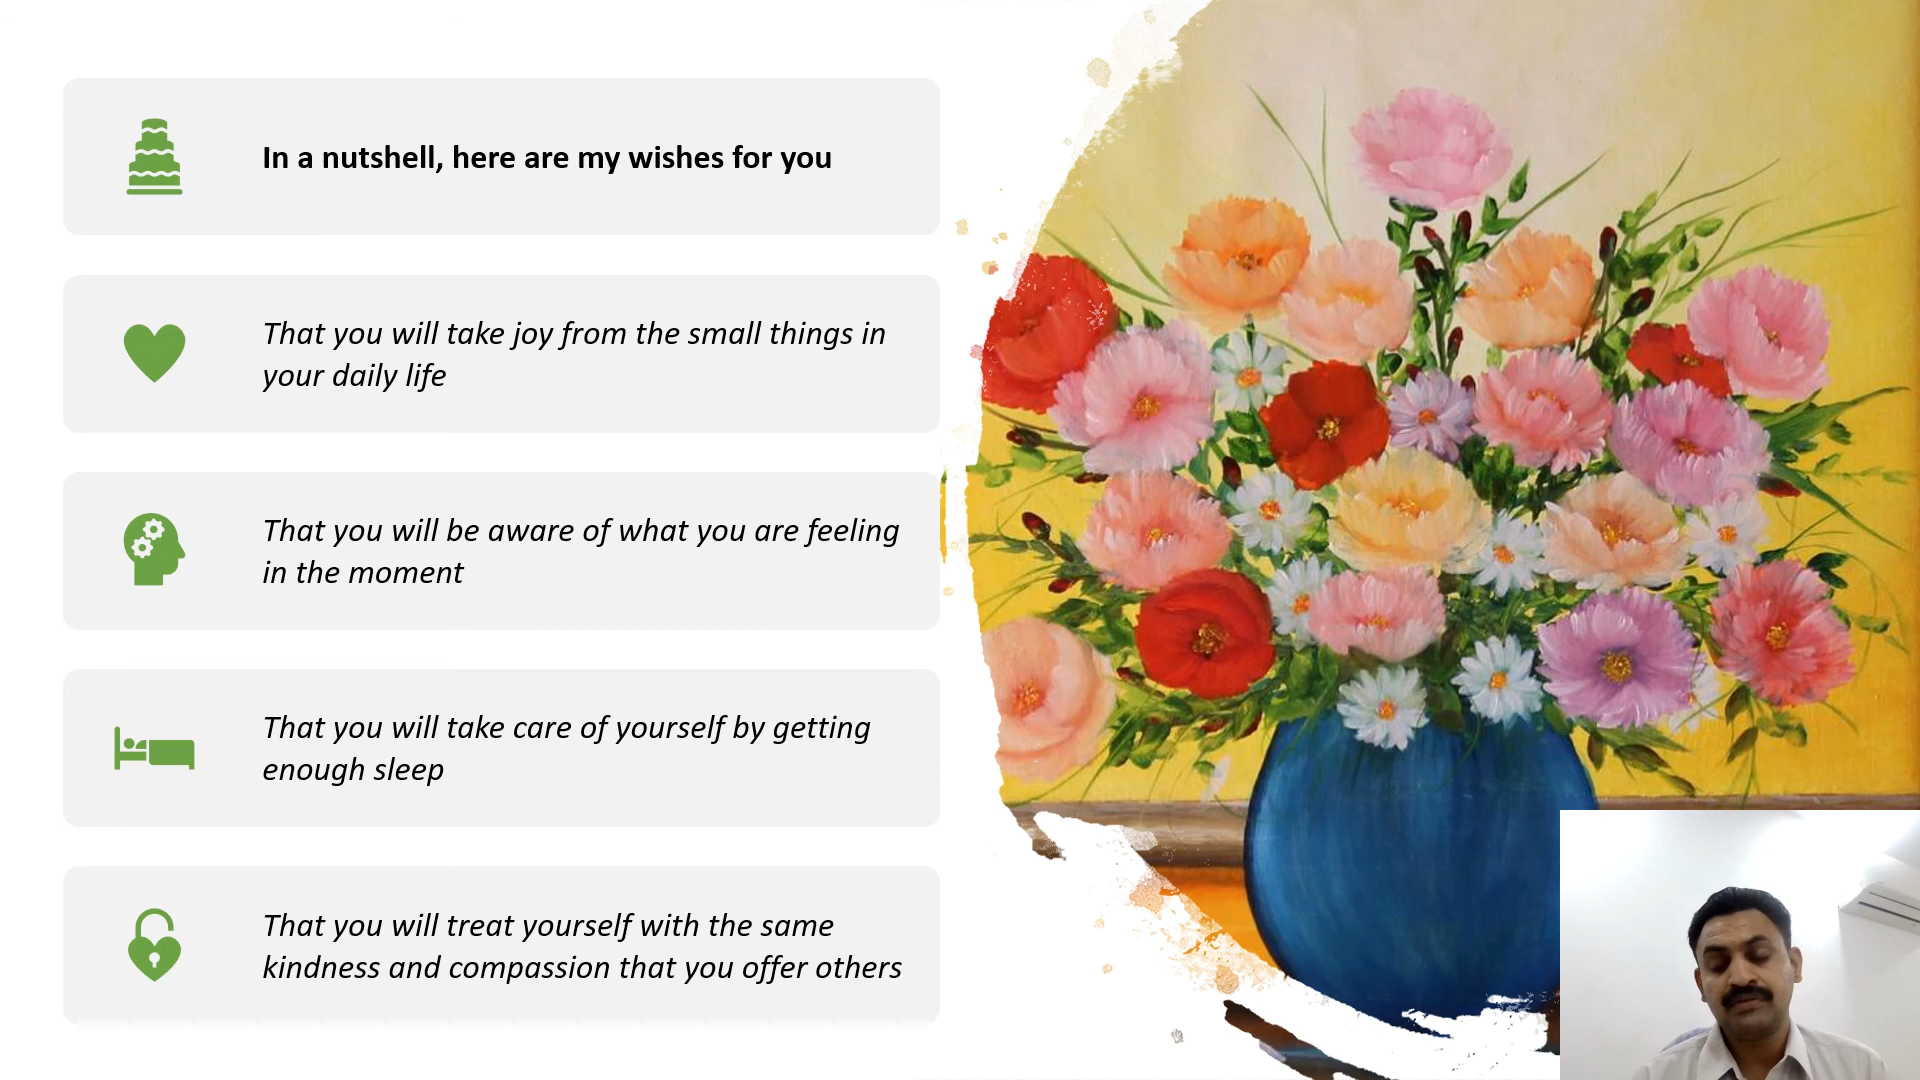 In a nutshell, here are my wishes for you
That you will take joy from the small things in
your daily life
That you will be aware of what you are feeling
in the moment
That you will take care of yourself by getting
enough sleep
That you will treat yourself with the same
kindness and compassion that you offer others